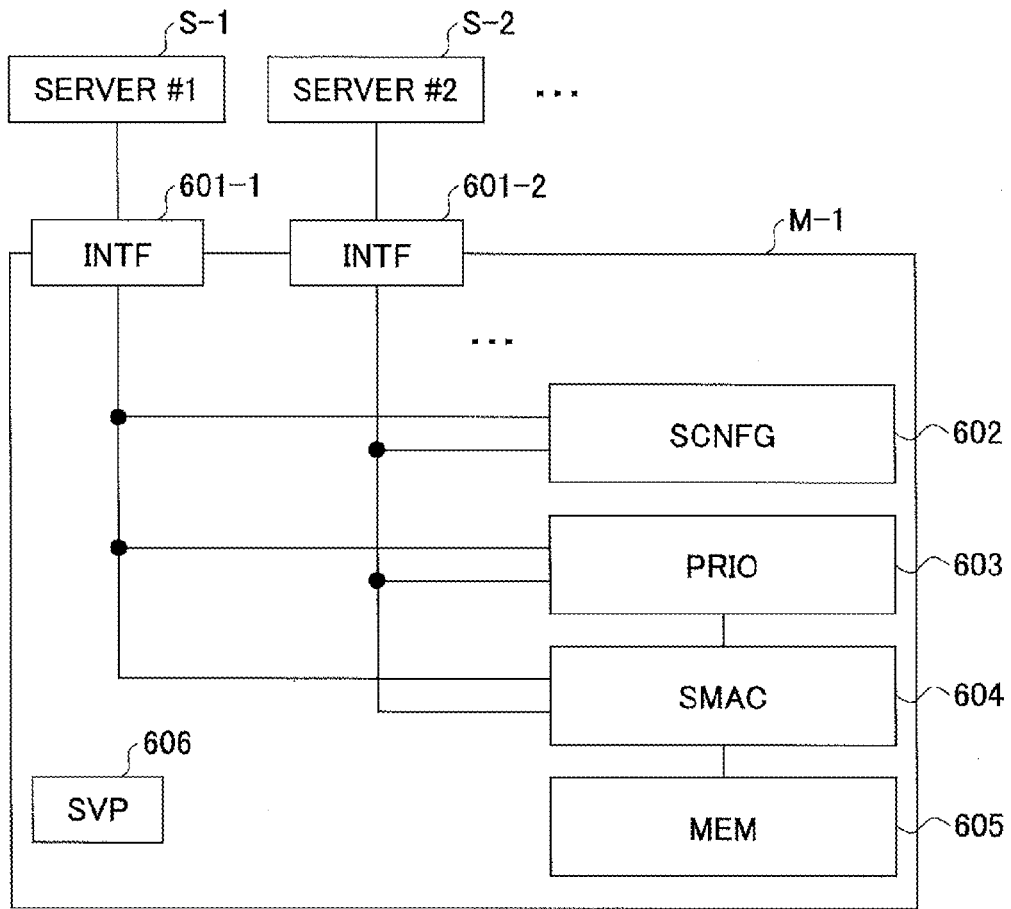 S-1
S-2
SERVER #1
SERVER #2
...
601-1
601-2
M-1
INTF
INTF
...
SCNFG
602
PRIO
603
SMAC
604
606
SVP
MEM
605